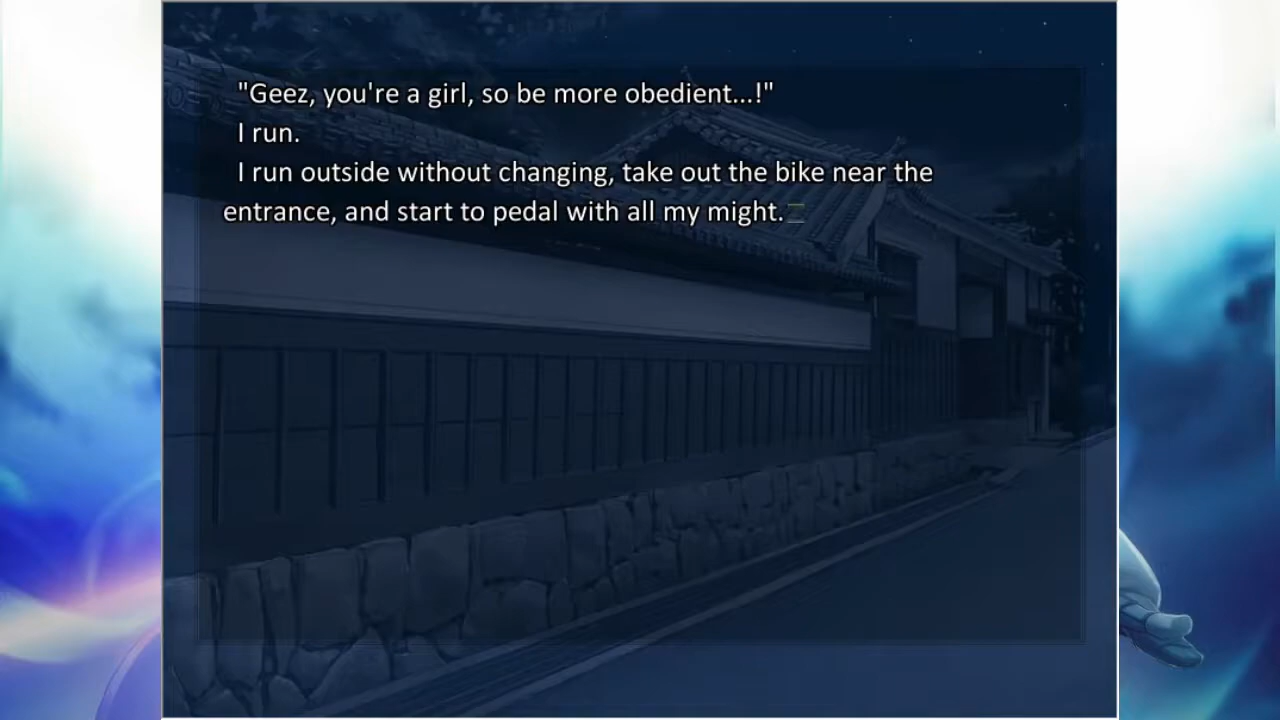 "Geez, you're a girl, so be more obedient...!"
I run.
I run outside without changing, take out the bike near the
entrance, and start to pedal with all my might.